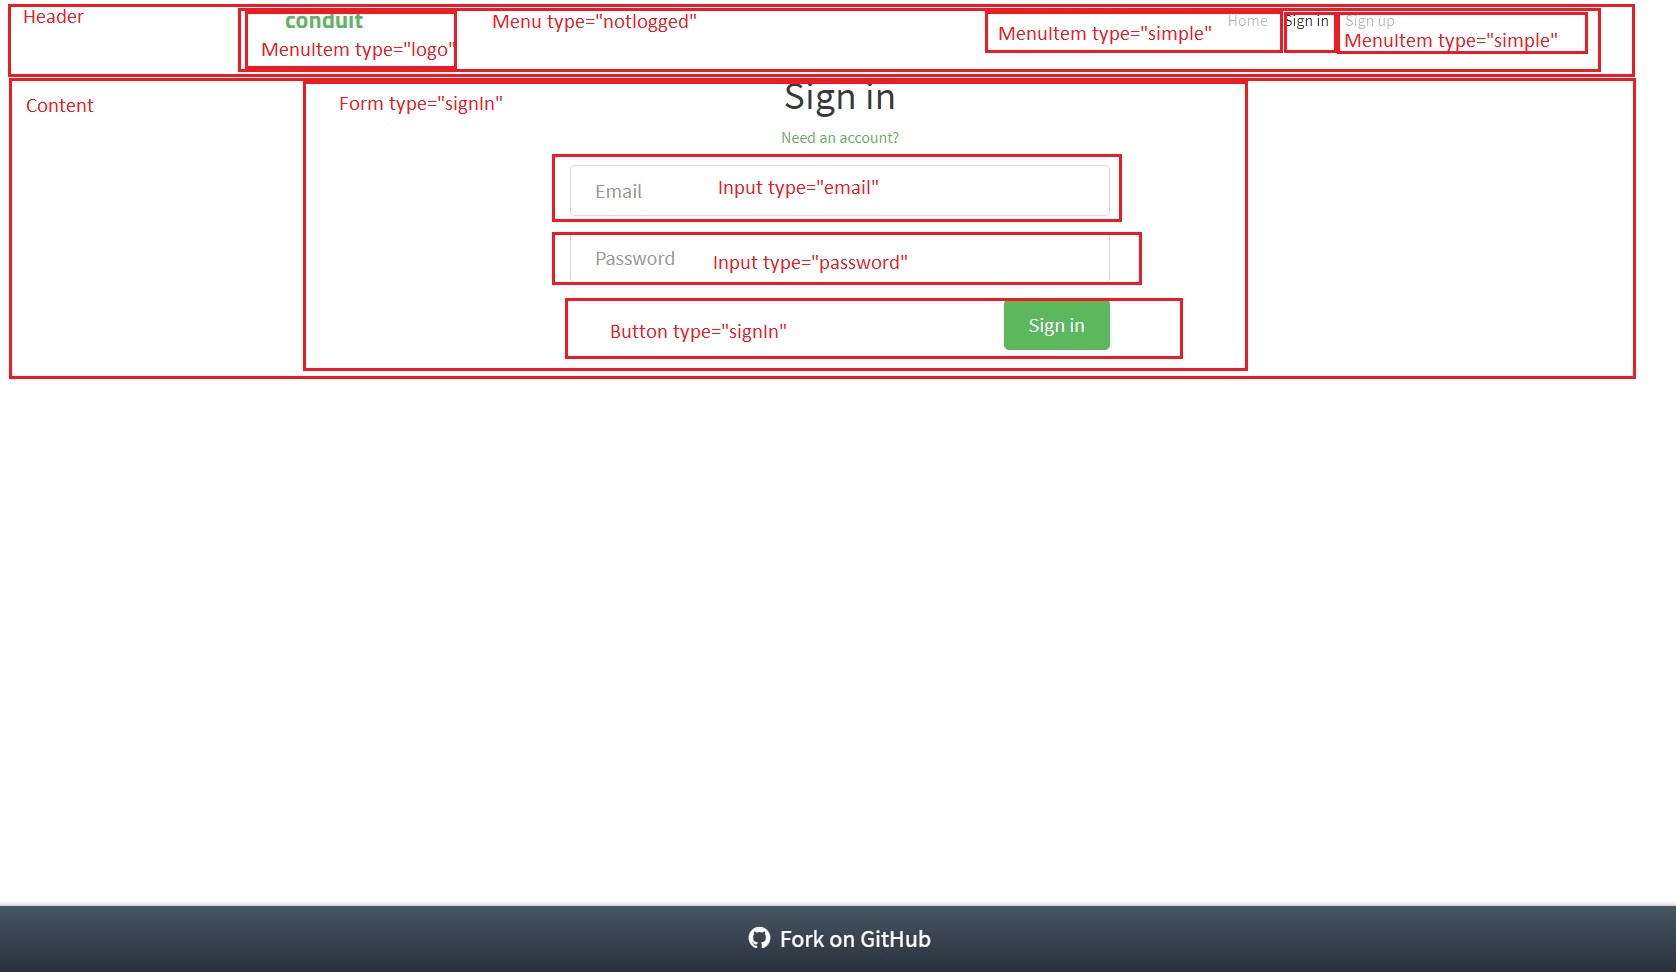 Header
conduit
Menu type="notlogged"
MenuItem type="logo"
MenuItem type="simple"
Home
Sign in
Sign up
MenuItem type="simple"
Content
Form type="signIn"
Sign in
Need an account?
Email
Input type="email"
Password
Input type="password"
Button type="signIn"
Sign in
Fork on GitHub